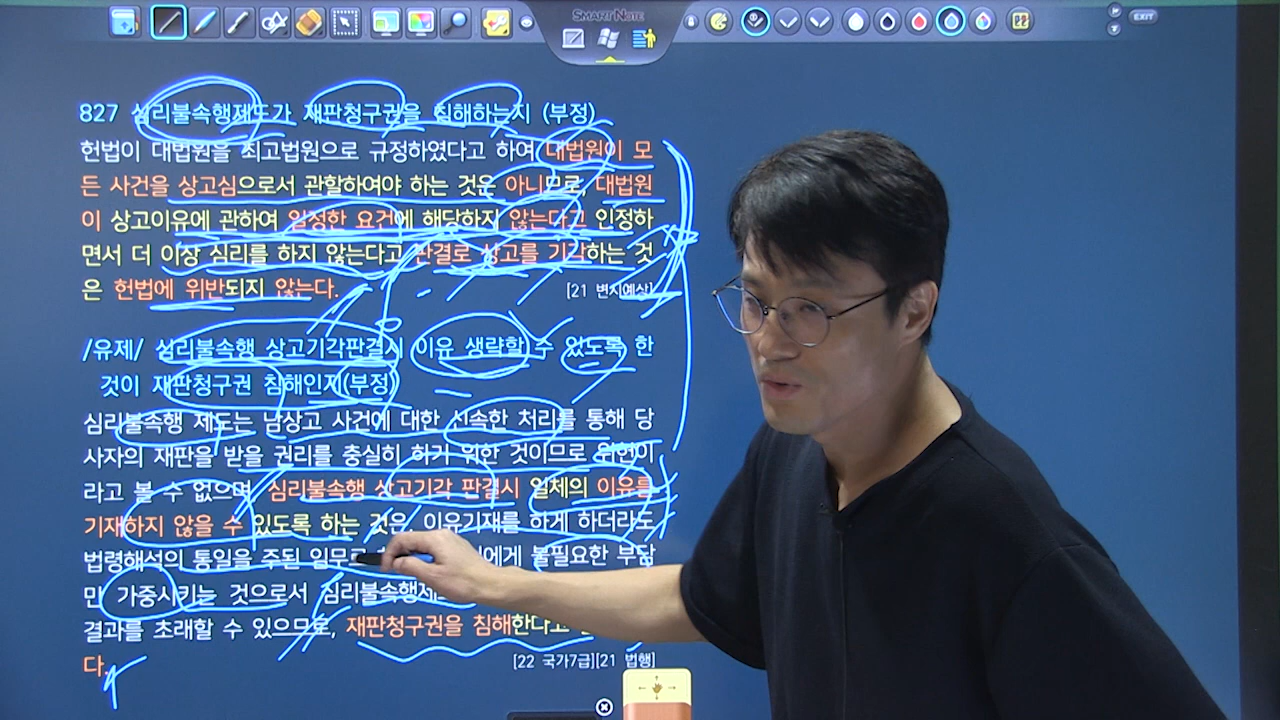 SMARTNOTE
EXIT
827 심리불속행제도가 재판청구권을 침해하는지 (부정)
헌법이 대법원을 최고법원으로 규정하였다고 하여 대법원이 모
든 사건을 상고심으로서 관할하여야 하는 것은 아니므로, 대법원
이 상고이유에 관하여 일정한 요건에 해당하지 않는다고 인정하
면서 더 이상 심리를 하지 않는다고 판결로 상고를 기각하는 것
은 헌법에 위반되지 않는다.
[21 변시예상]
/유제/ 심리불속행 상고기각판결시 이유 생략할 수 있도록 한
것이 재판청구권 침해인지(부정)
심리불속행 제도는 남상고 사건에 대한 신속한 처리를 통해 당
사자의 재판을 받을 권리를 충실히 하기 위한 것이므로 위헌이
라고 볼 수 없으며, 심리불속행 상고기각 판결시 일체의 이유를
기재하지 않을 수 있도록 하는 것은, 이유기재를 하게 하더라도
법령해석의 통일을 주된 임무로 에게 불필요한 부담
만 가중시키는 것으로서 심리불속행제
결과를 초래할 수 있으므로, 재판청구권을 침해한다고
다.
[22 국가7급][21 법행]